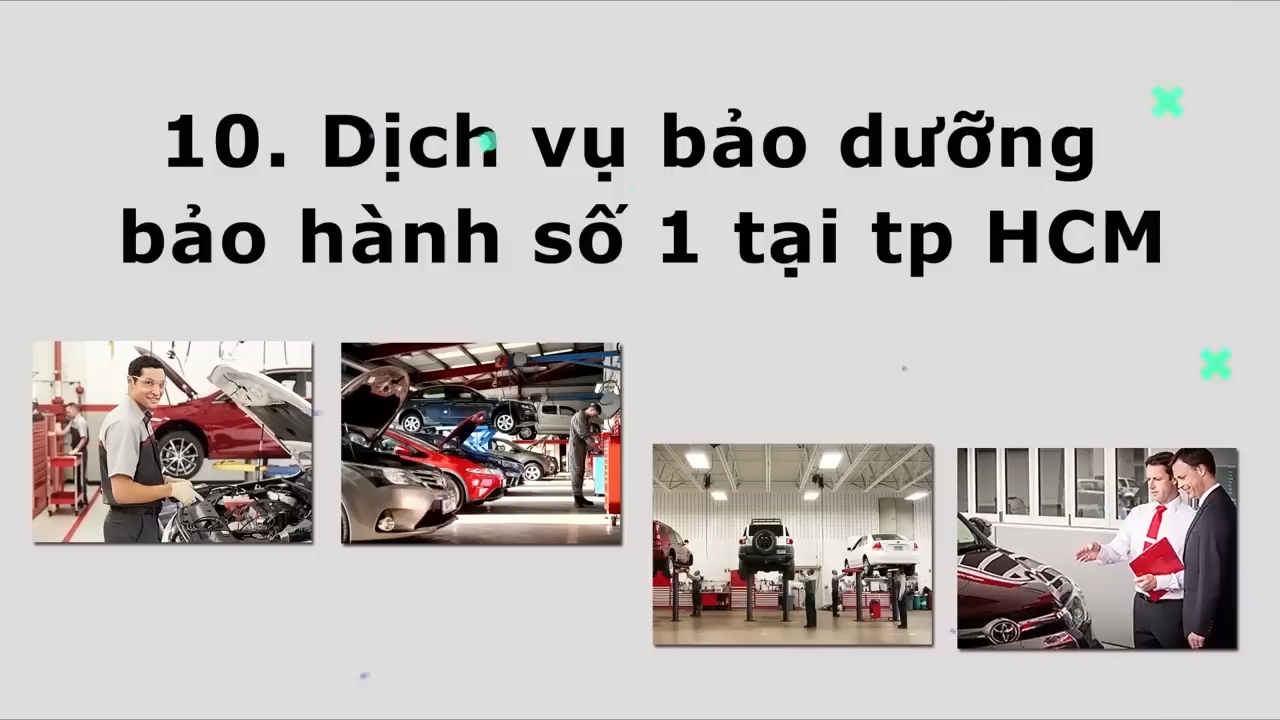 10. Dịch vụ bảo dưỡng
bảo hành số 1 tại tp HCM